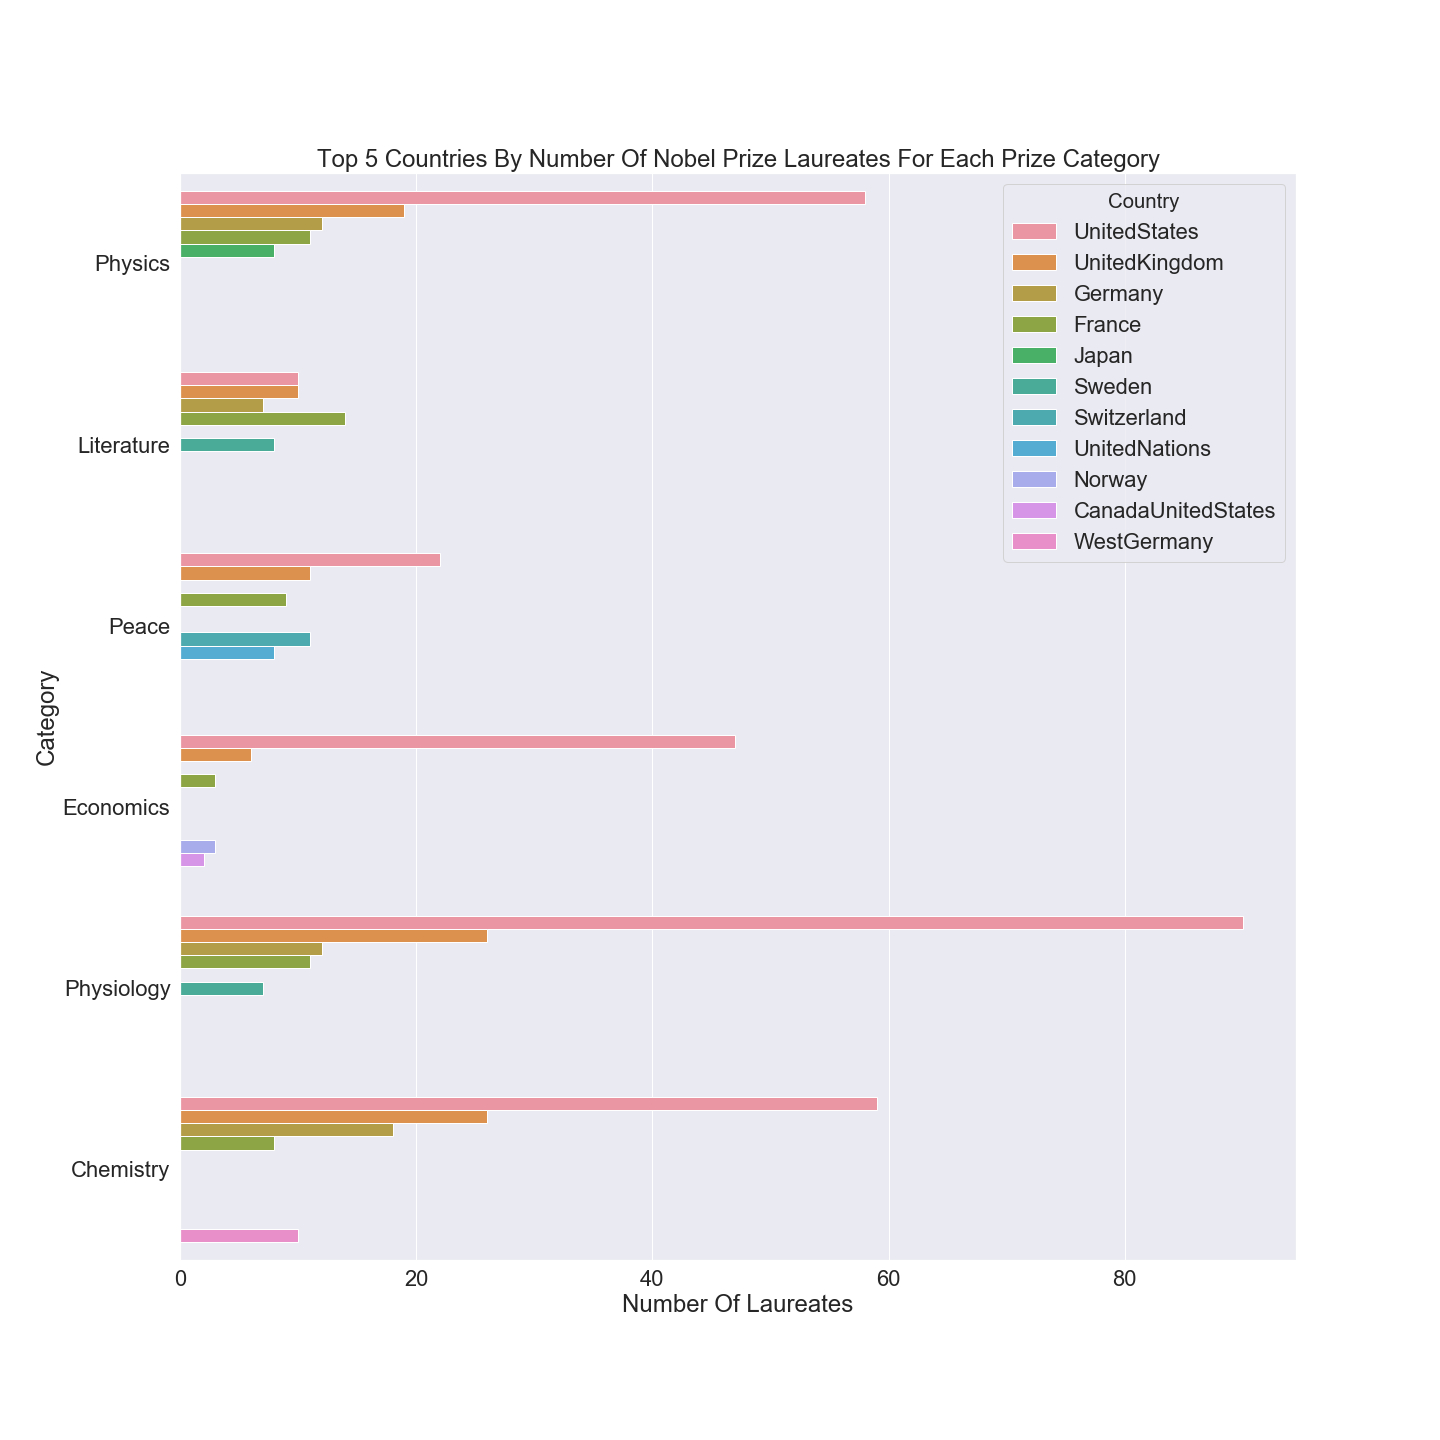 Top 5 Countries By Number Of Nobel Prize Laureates For Each Prize Category
Country
UnitedStates
UnitedKingdom
Germany
France
Japan
Sweden
Switzerland
UnitedNations
Norway
CanadaUnitedStates
WestGermany
Category
Physics
Literature
Peace
Economics
Physiology
Chemistry
0 20 40 60 80
Number Of Laureates